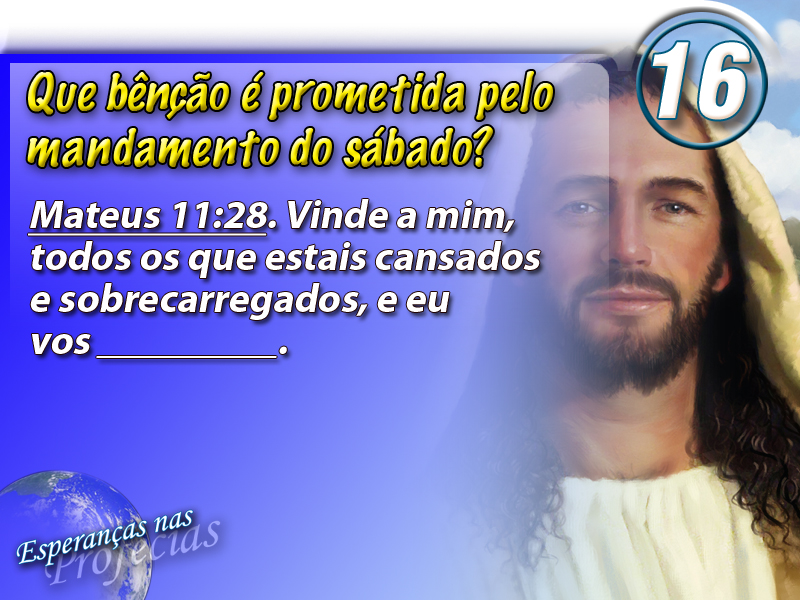 16
Que bênção é prometida pelo
mandamento do sábado?
Mateus 11:28. Vinde a mim,
todos os que estais cansados
e sobrecarregados, e eu
vos _________.
Esperanças nas
Profecias